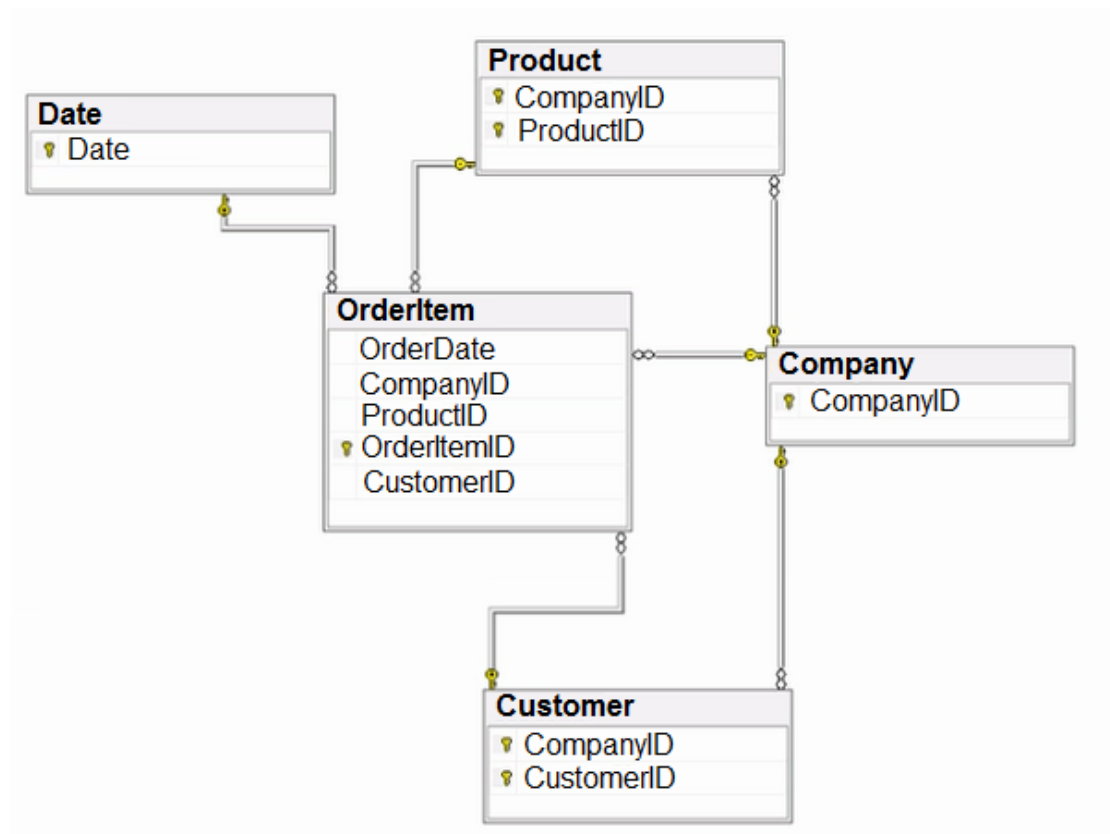 Product
CompanyID
ProductID
Date
Date
OrderItem
OrderDate
CompanyID
ProductID
OrderItemID
CustomerID
Company
CompanyID
Customer
CompanyID
CustomerID